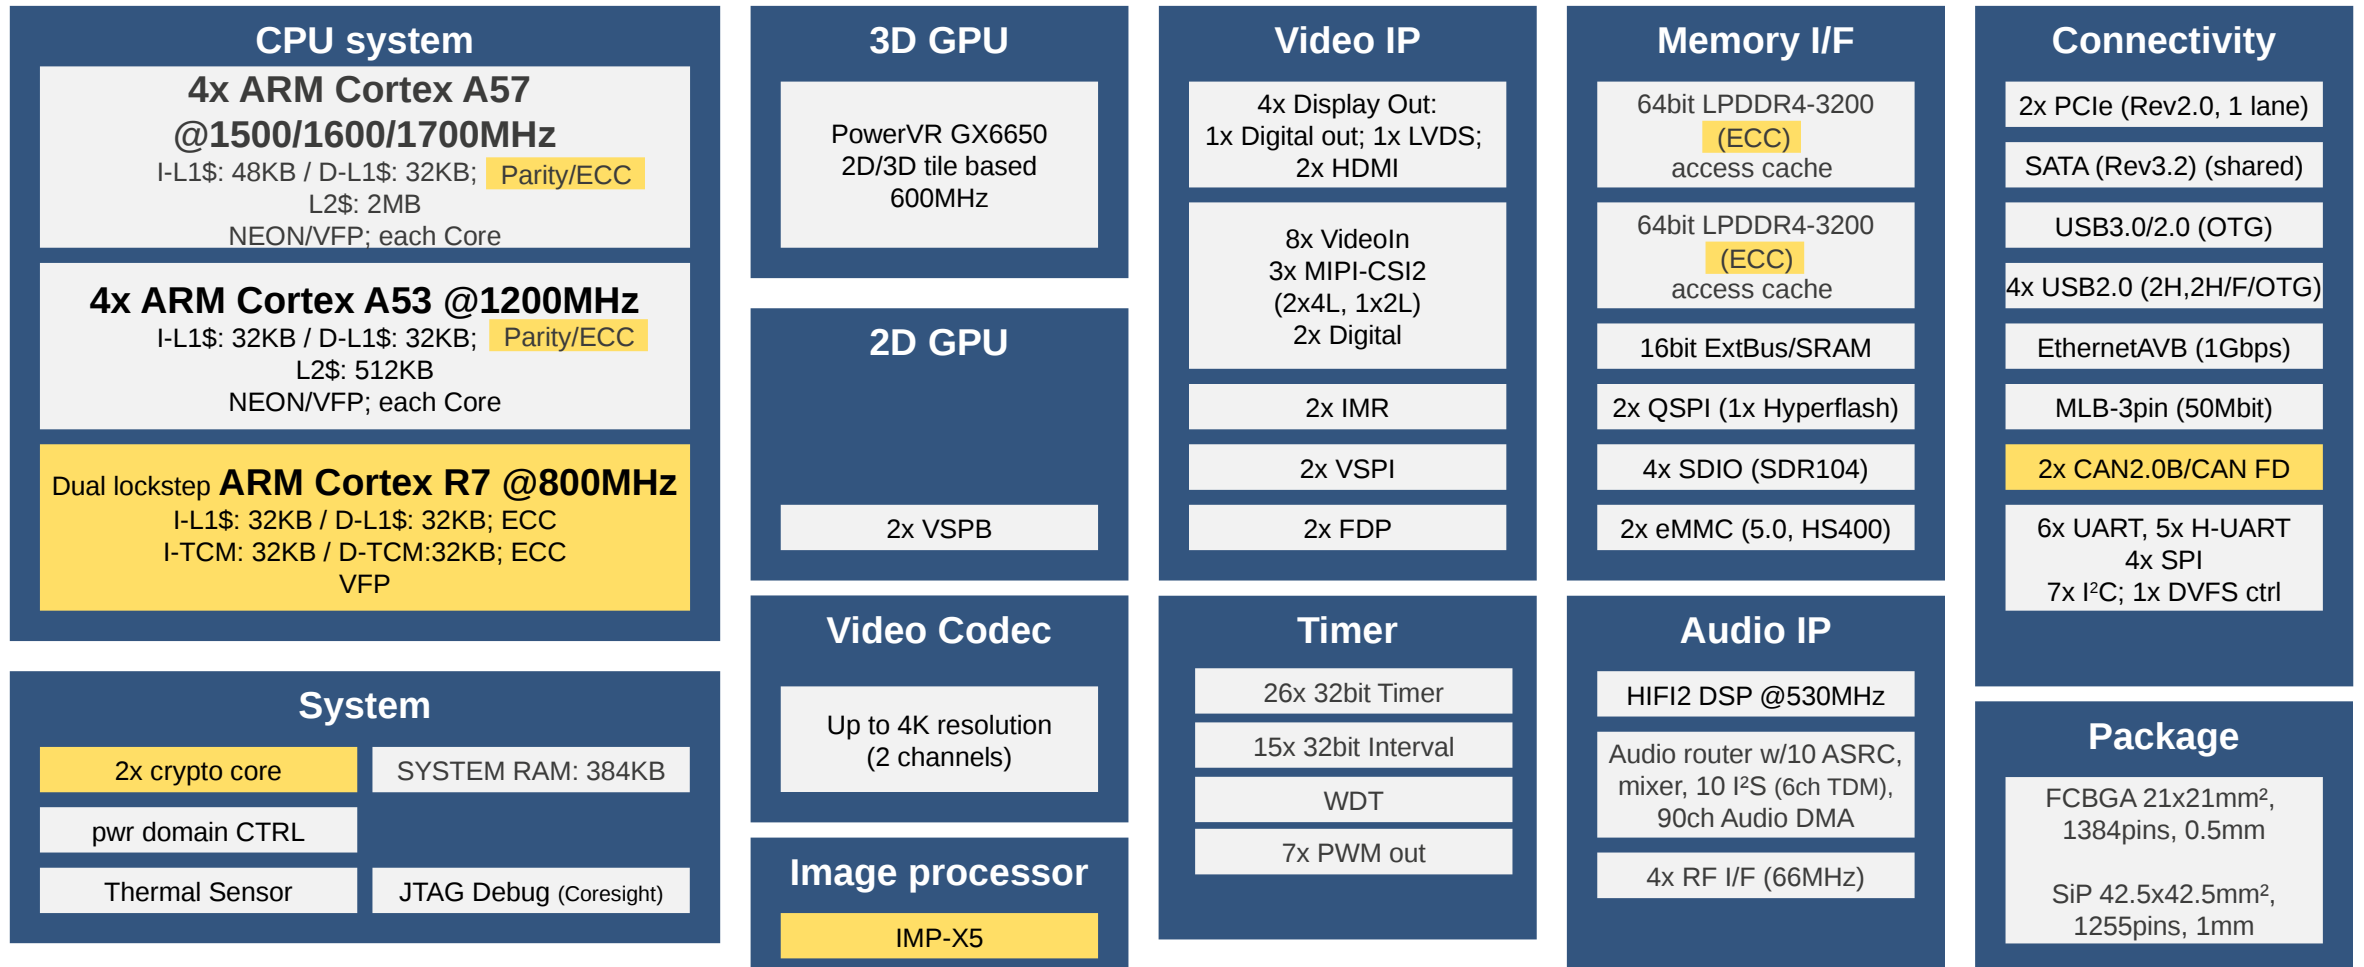 CPU system
4x ARM Cortex A57
@1500/1600/1700MHz
I-L1$: 48KB / D-L1$: 32KB; Parity/ECC
L2$: 2MB
NEON/VFP; each Core
4x ARM Cortex A53 @1200MHz
I-L1$: 32KB / D-L1$: 32KB; Parity/ECC
L2$: 512KB
NEON/VFP; each Core
Dual lockstep ARM Cortex R7 @800MHz
I-L1$: 32KB / D-L1$: 32KB; ECC
I-TCM: 32KB / D-TCM:32KB; ECC
VFP
System
2x crypto core
SYSTEM RAM: 384KB
pwr domain CTRL
Thermal Sensor
JTAG Debug (Coresight)
3D GPU
PowerVR GX6650
2D/3D tile based
600MHz
2D GPU
2x VSPB
Video Codec
Up to 4K resolution
(2 channels)
Image processor
IMP-X5
Video IP
4x Display Out:
1x Digital out; 1x LVDS;
2x HDMI
8x VideoIn
3x MIPI-CSI2
(2x4L, 1x2L)
2x Digital
2x IMR
2x VSPI
2x FDP
Timer
26x 32bit Timer
15x 32bit Interval
WDT
7x PWM out
Memory I/F
64bit LPDDR4-3200
(ECC)
access cache
64bit LPDDR4-3200
(ECC)
access cache
16bit ExtBus/SRAM
2x QSPI (1x Hyperflash)
4x SDIO (SDR104)
2x eMMC (5.0, HS400)
Audio IP
HIFI2 DSP @530MHz
Audio router w/10 ASRC,
mixer, 10 I²S (6ch TDM),
90ch Audio DMA
4x RF I/F (66MHz)
Connectivity
2x PCIe (Rev2.0, 1 lane)
SATA (Rev3.2) (shared)
USB3.0/2.0 (OTG)
4x USB2.0 (2H,2H/F/OTG)
EthernetAVB (1Gbps)
MLB-3pin (50Mbit)
2x CAN2.0B/CAN FD
6x UART, 5x H-UART
4x SPI
7x I²C; 1x DVFS ctrl
Package
FCBGA 21x21mm²,
1384pins, 0.5mm
SiP 42.5x42.5mm²,
1255pins, 1mm